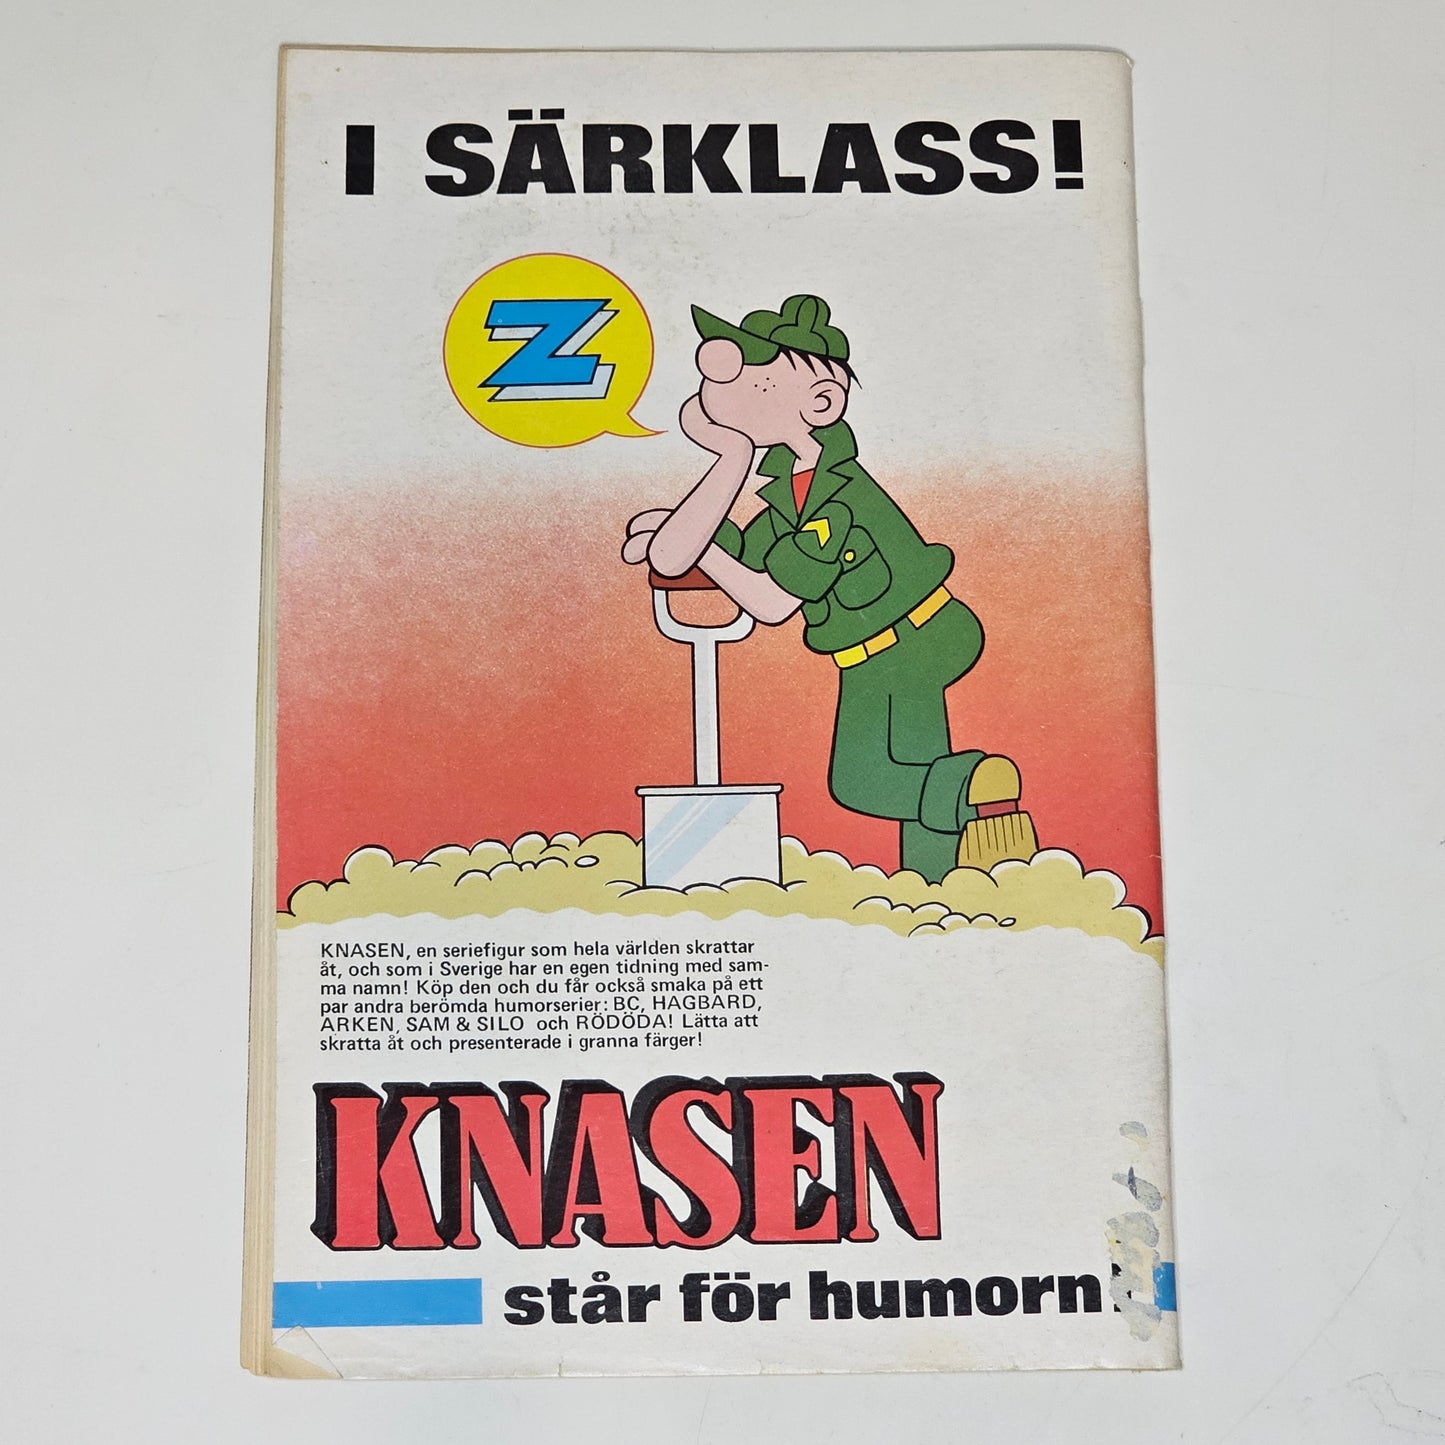 I SÄRKLASS!
Z
KNASEN, en seriefigur som hela världen skrattar
åt, och som i Sverige har en egen tidning med sam-
ma namn! Köp den och du får också smaka på ett
par andra berömda humorserier: BC, HAGBARD,
ARKEN, SAM & SILO och RÖDÖDA! Lätta att
skratta åt och presenterade i granna färger!
KNASEN
står för humorn!